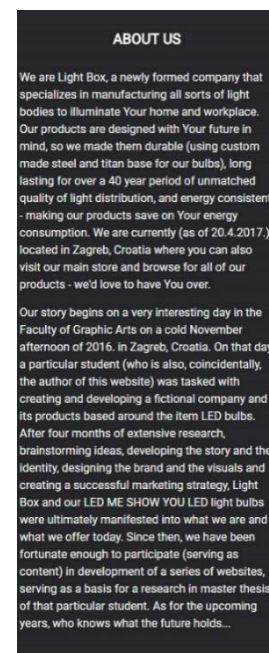 ABOUT US
We are Light Box, a newly formed company that
specializes in manufacturing all sorts of light
bodies to illuminate Your home and workplace.
Our products are designed with Your future in
mind, so we made them durable (using custom
made steel and titan base for our bulbs), long
lasting for over a 40 year period of unmatched
quality of light distribution, and energy consistent
- making our products save on Your energy
consumption. We are currently (as of 20.4.2017.)
located in Zagreb, Croatia where you can also
visit our main store and browse for all of our
products - we'd love to have You over.
Our story begins on a very interesting day in the
Faculty of Graphic Arts on a cold November
afternoon of 2016. in Zagreb, Croatia. On that day
a particular student (who is also, coincidentally,
the author of this website) was tasked with
creating and developing a fictional company and
its products based around the item LED bulbs.
After four months of extensive research,
brainstorming ideas, developing the story and the
identity, designing the brand and the visuals and
creating a successful marketing strategy, Light
Box and our LED ME SHOW YOU LED light bulbs
were ultimately manifested into what we are and
what we offer today. Since then, we have been
fortunate enough to participate (serving as
content) in development of a series of websites,
serving as a basis for a research in master thesis
of that particular student. As for the upcoming
years, who knows what the future holds...